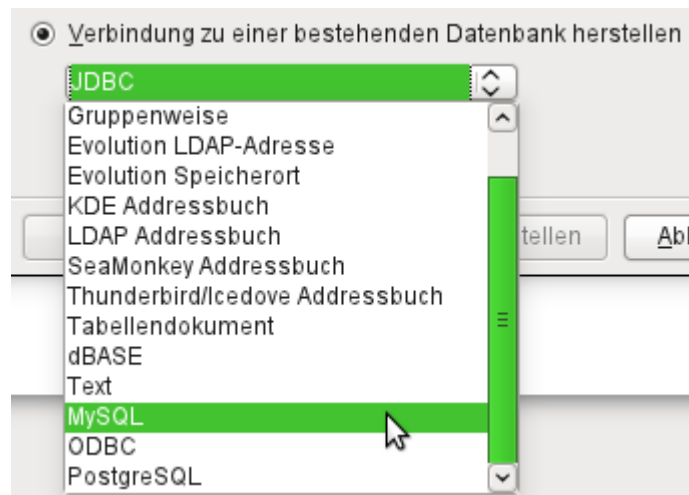 Verbindung zu einer bestehenden Datenbank herstellen
JDBC
Gruppenweise
Evolution LDAP-Adresse
Evolution Speicherort
KDE Addressbuch
LDAP Addressbuch
tellen
Abl
SeaMonkey Addressbuch
Thunderbird/Icedove Addressbuch
Tabellendokument
dBASE
Text
MySQL
ODBC
PostgreSQL